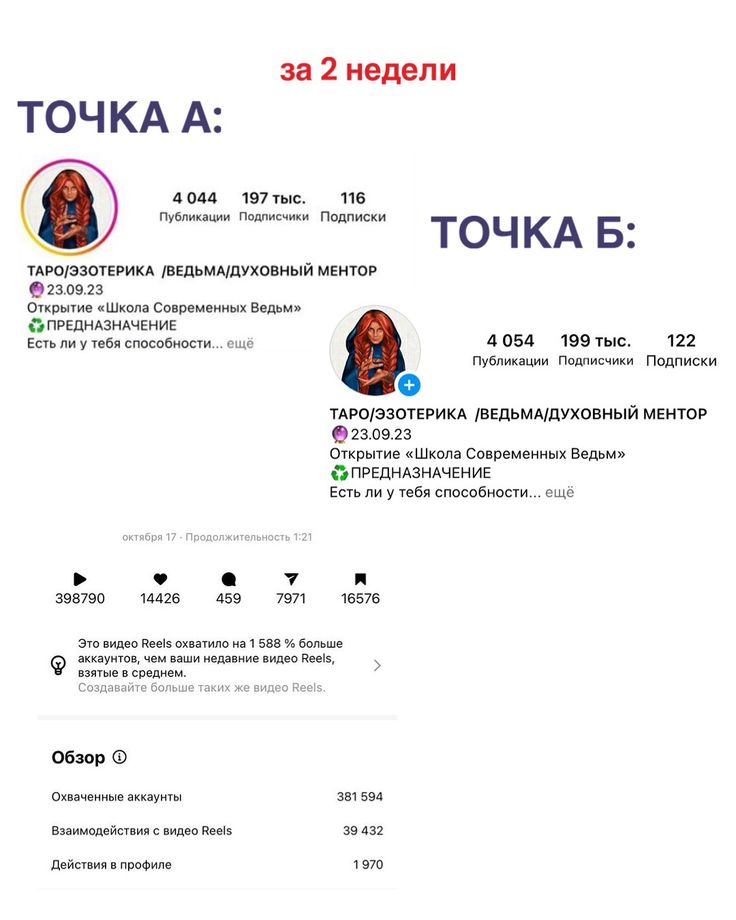 за 2 недели
ТОЧКА А:
4 044 197 тыс. 116
Публикации Подписчики Подписки
ТАРО/ЭЗОТЕРИКА /ВЕДЬМА/ДУХОВНЫЙ МЕНТОР
🔮23.09.23
Открытие «Школа Современных Ведьм»
♻️ПРЕДНАЗНАЧЕНИЕ
Есть ли у тебя способности... ещё
ТОЧКА Б:
4 054 199 тыс. 122
Публикации Подписчики Подписки
ТАРО/ЭЗОТЕРИКА /ВЕДЬМА/ДУХОВНЫЙ МЕНТОР
🔮23.09.23
Открытие «Школа Современных Ведьм»
♻️ПРЕДНАЗНАЧЕНИЕ
Есть ли у тебя способности... ещё
октября 17 · Продолжительность 1:21
398790 14426 459 7971 16576
Это видео Reels охватило на 1 588 % больше
аккаунтов, чем ваши недавние видео Reels,
взятые в среднем.
Создавайте больше таких же видео Reels.
Обзор
Охваченные аккаунты 381 594
Взаимодействия с видео Reels 39 432
Действия в профиле 1 970